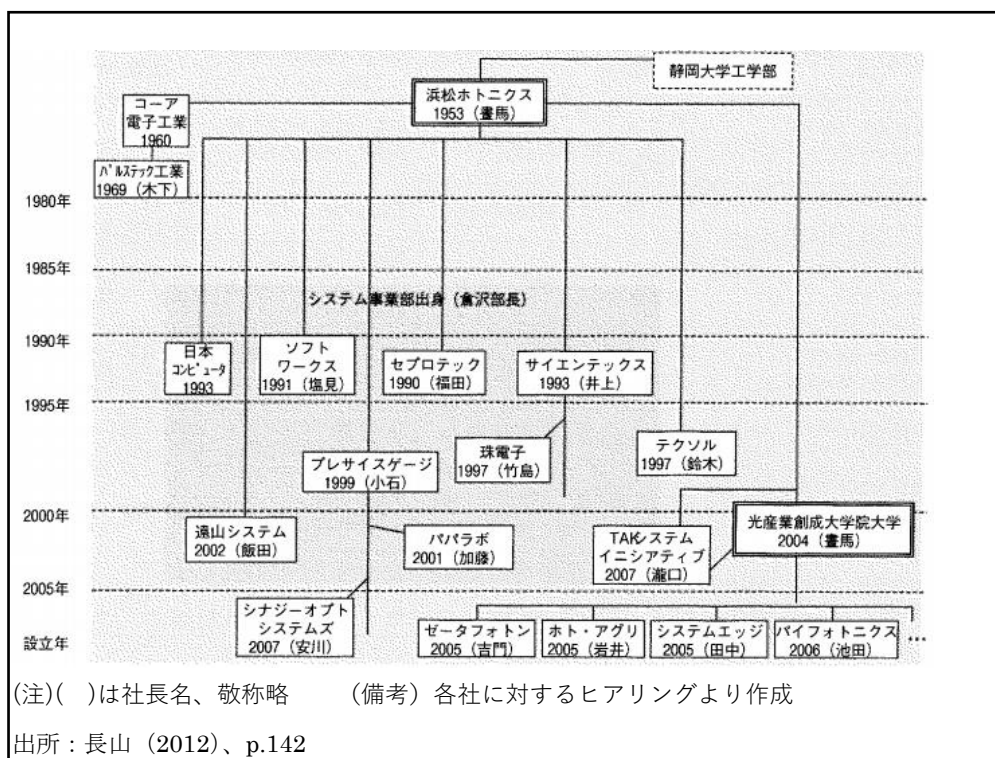 静岡大学工学部
浜松ホトニクス
1953（晝馬）
コーア
電子工業
1960
パルステック工業
1969（木下）
1980年
1985年
システム事業部出身（倉沢部長）
1990年
日本
コンピュータ
1993
ソフト
ワークス
1991（塩見）
セプロテック
1990（福田）
サイエンテックス
1993（井上）
1995年
珠電子
1997（竹島）
テクソル
1997（鈴木）
プレサイスゲージ
1999（小石）
2000年
遠山システム
2002（飯田）
パパラボ
2001（加藤）
TAKシステム
イニシアティブ
2007（瀧口）
光産業創成大学院大学
2004（晝馬）
2005年
シナジーオプト
システムズ
2007（安川）
設立年
ゼータフォトン
2005（吉門）
ホト・アグリ
2005（岩井）
システムエッジ
2005（田中）
パイフォトニクス
2006（池田）
…
(注)( )は社長名、敬称略 （備考）各社に対するヒアリングより作成
出所：長山（2012）、p.142